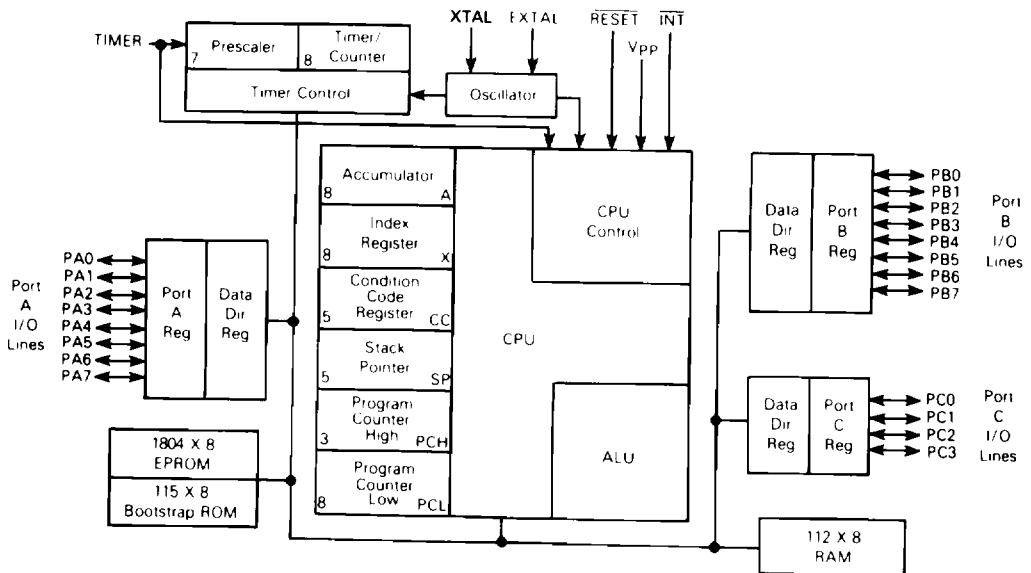 XTAL EXTAL RESET INT
VPP
TIMER
7 Prescaler
8 Timer/
Counter
Timer Control
Oscillator
8 Accumulator A
8 Index
Register X
5 Condition
Code
Register CC
5 Stack
Pointer SP
3 Program
Counter
High PCH
8 Program
Counter
Low PCL
CPU
CPU
Control
ALU
Port
A
I/O
Lines
PA0
PA1
PA2
PA3
PA4
PA5
PA6
PA7
Port
A
Reg
Data
Dir
Reg
1804 X 8
EPROM
115 X 8
Bootstrap ROM
Data
Dir
Reg
Port
B
Reg
PB0
PB1
PB2
PB3
PB4
PB5
PB6
PB7
Port
B
I/O
Lines
Data
Dir
Reg
Port
C
Reg
PC0
PC1
PC2
PC3
Port
C
I/O
Lines
112 X 8
RAM